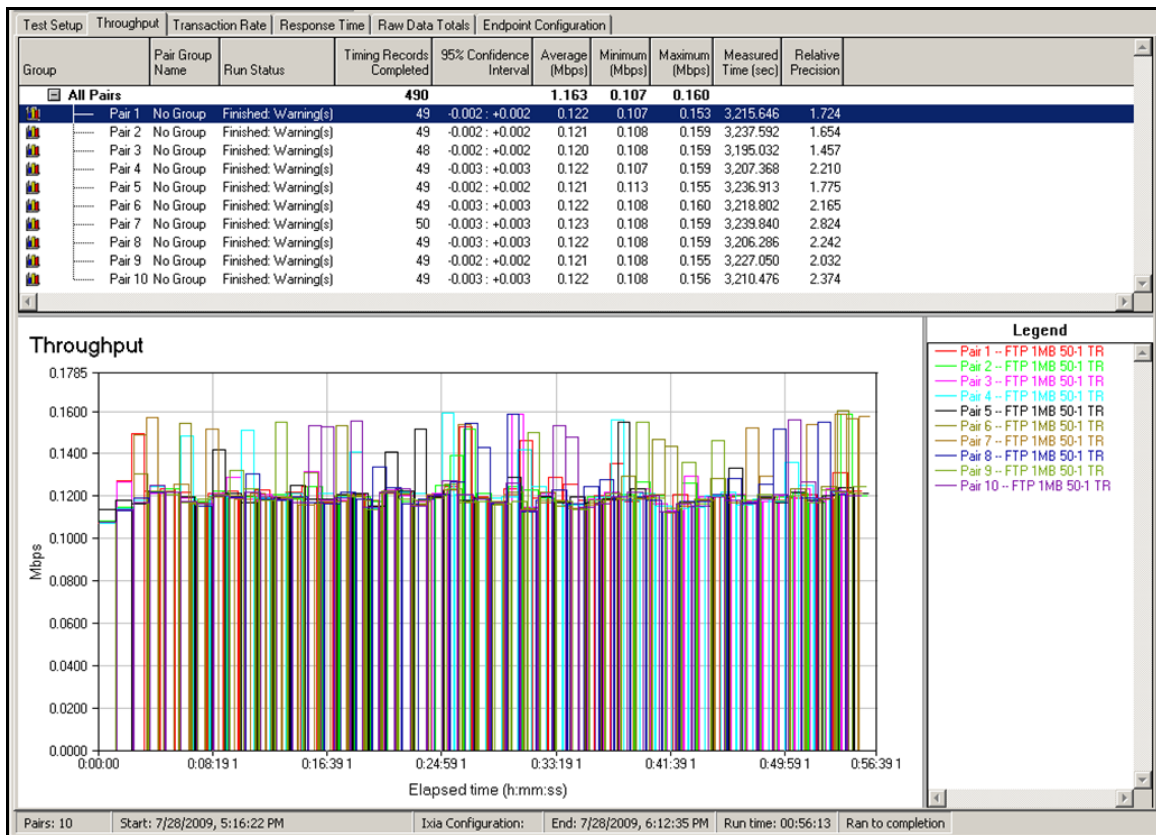 Test Setup Throughput Transaction Rate Response Time Raw Data Totals Endpoint Configuration
Group Pair Group Name Run Status Timing Records Completed 95% Confidence Interval Average (Mbps) Minimum (Mbps) Maximum (Mbps) Measured Time (sec) Relative Precision
All Pairs 490 1.163 0.107 0.160
Pair 1 No Group Finished: Warning(s) 49 -0.002 : +0.002 0.122 0.107 0.153 3,215.646 1.724
Pair 2 No Group Finished: Warning(s) 49 -0.002 : +0.002 0.121 0.108 0.159 3,237.592 1.654
Pair 3 No Group Finished: Warning(s) 48 -0.002 : +0.002 0.120 0.108 0.159 3,195.032 1.457
Pair 4 No Group Finished: Warning(s) 49 -0.003 : +0.003 0.122 0.107 0.159 3,207.368 2.210
Pair 5 No Group Finished: Warning(s) 49 -0.002 : +0.002 0.121 0.113 0.155 3,236.913 1.775
Pair 6 No Group Finished: Warning(s) 49 -0.003 : +0.003 0.122 0.108 0.160 3,218.802 2.165
Pair 7 No Group Finished: Warning(s) 50 -0.003 : +0.003 0.123 0.108 0.159 3,239.840 2.824
Pair 8 No Group Finished: Warning(s) 49 -0.003 : +0.003 0.122 0.108 0.159 3,206.286 2.242
Pair 9 No Group Finished: Warning(s) 49 -0.002 : +0.002 0.121 0.108 0.155 3,227.050 2.032
Pair 10 No Group Finished: Warning(s) 49 -0.003 : +0.003 0.122 0.108 0.156 3,210.476 2.374
Throughput
0.1785
0.1600
0.1400
0.1200
0.1000
0.0800
0.0600
0.0400
0.0200
0.0000
Mbps
0:00:00 0:08:19 1 0:16:39 1 0:24:59 1 0:33:19 1 0:41:39 1 0:49:59 1 0:56:39 1
Elapsed time (h:mm:ss)
Legend
Pair 1 -- FTP 1MB 50-1 TR
Pair 2 -- FTP 1MB 50-1 TR
Pair 3 -- FTP 1MB 50-1 TR
Pair 4 -- FTP 1MB 50-1 TR
Pair 5 -- FTP 1MB 50-1 TR
Pair 6 -- FTP 1MB 50-1 TR
Pair 7 -- FTP 1MB 50-1 TR
Pair 8 -- FTP 1MB 50-1 TR
Pair 9 -- FTP 1MB 50-1 TR
Pair 10 -- FTP 1MB 50-1 TR
Pairs: 10 Start: 7/28/2009, 5:16:22 PM Ixia Configuration: End: 7/28/2009, 6:12:35 PM Run time: 00:56:13 Ran to completion